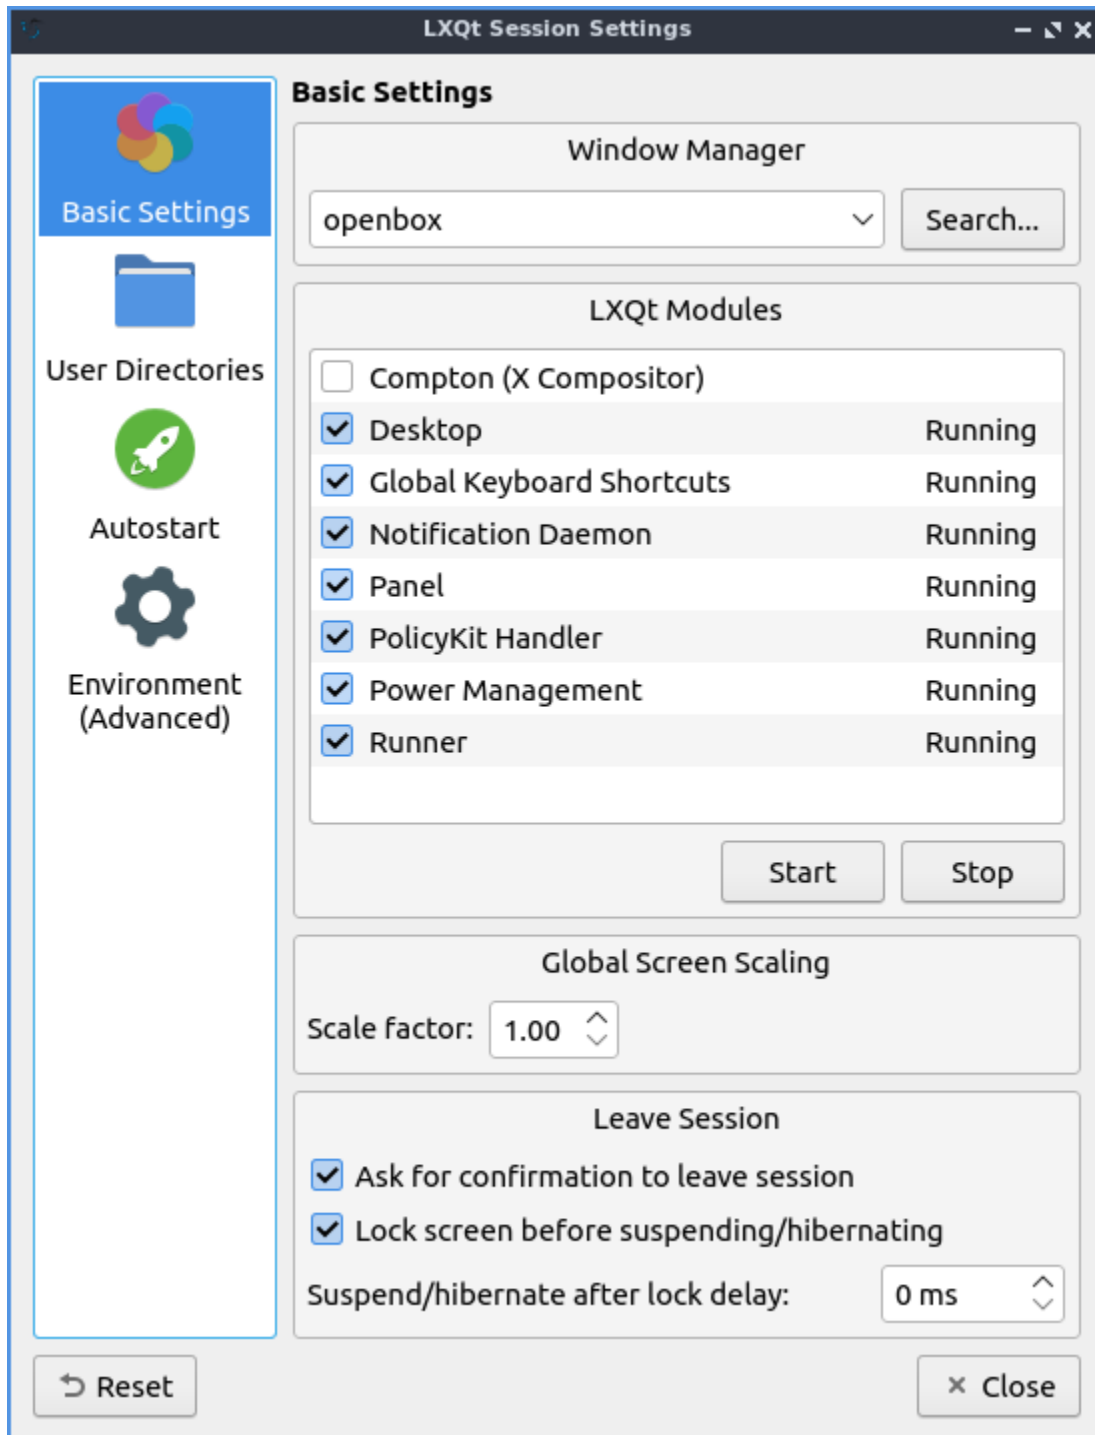 LXQt Session Settings
Basic Settings
User Directories
Autostart
Environment
(Advanced)
Basic Settings
Window Manager
openbox
Search...
LXQt Modules
Compton (X Compositor)
Desktop Running
Global Keyboard Shortcuts Running
Notification Daemon Running
Panel Running
PolicyKit Handler Running
Power Management Running
Runner Running
Start Stop
Global Screen Scaling
Scale factor: 1.00
Leave Session
Ask for confirmation to leave session
Lock screen before suspending/hibernating
Suspend/hibernate after lock delay: 0 ms
Reset
Close